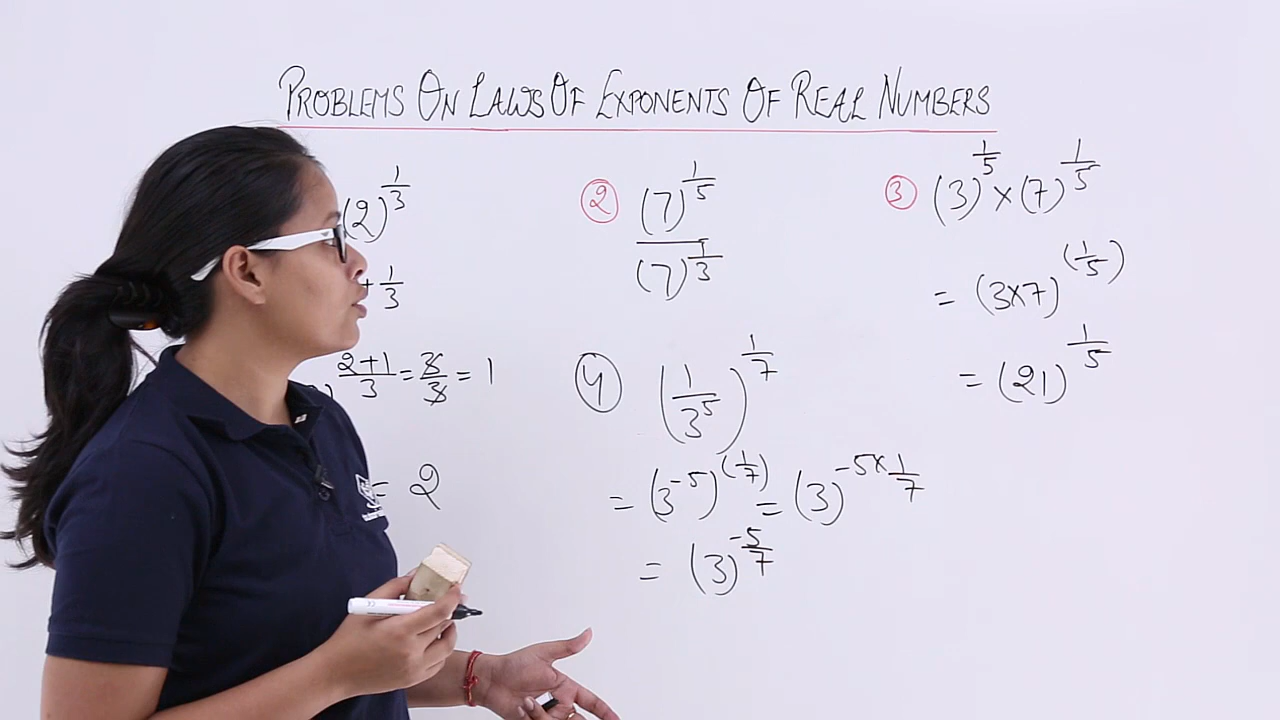 PROBLEMS ON LAWS OF EXPONENTS OF REAL NUMBERS
(2)^(1/3)
+ 1/3
(2+1)/3 = 3/3 = 1
= 2
② (7)^(1/5) / (7)^(1/3)
④ (1/3^5)^(1/7)
= (3^-5)^(1/7) = (3)^(-5×1/7)
= (3)^(-5/7)
③ (3)^(1/5) × (7)^(1/5)
= (3×7)^(1/5)
= (21)^(1/5)